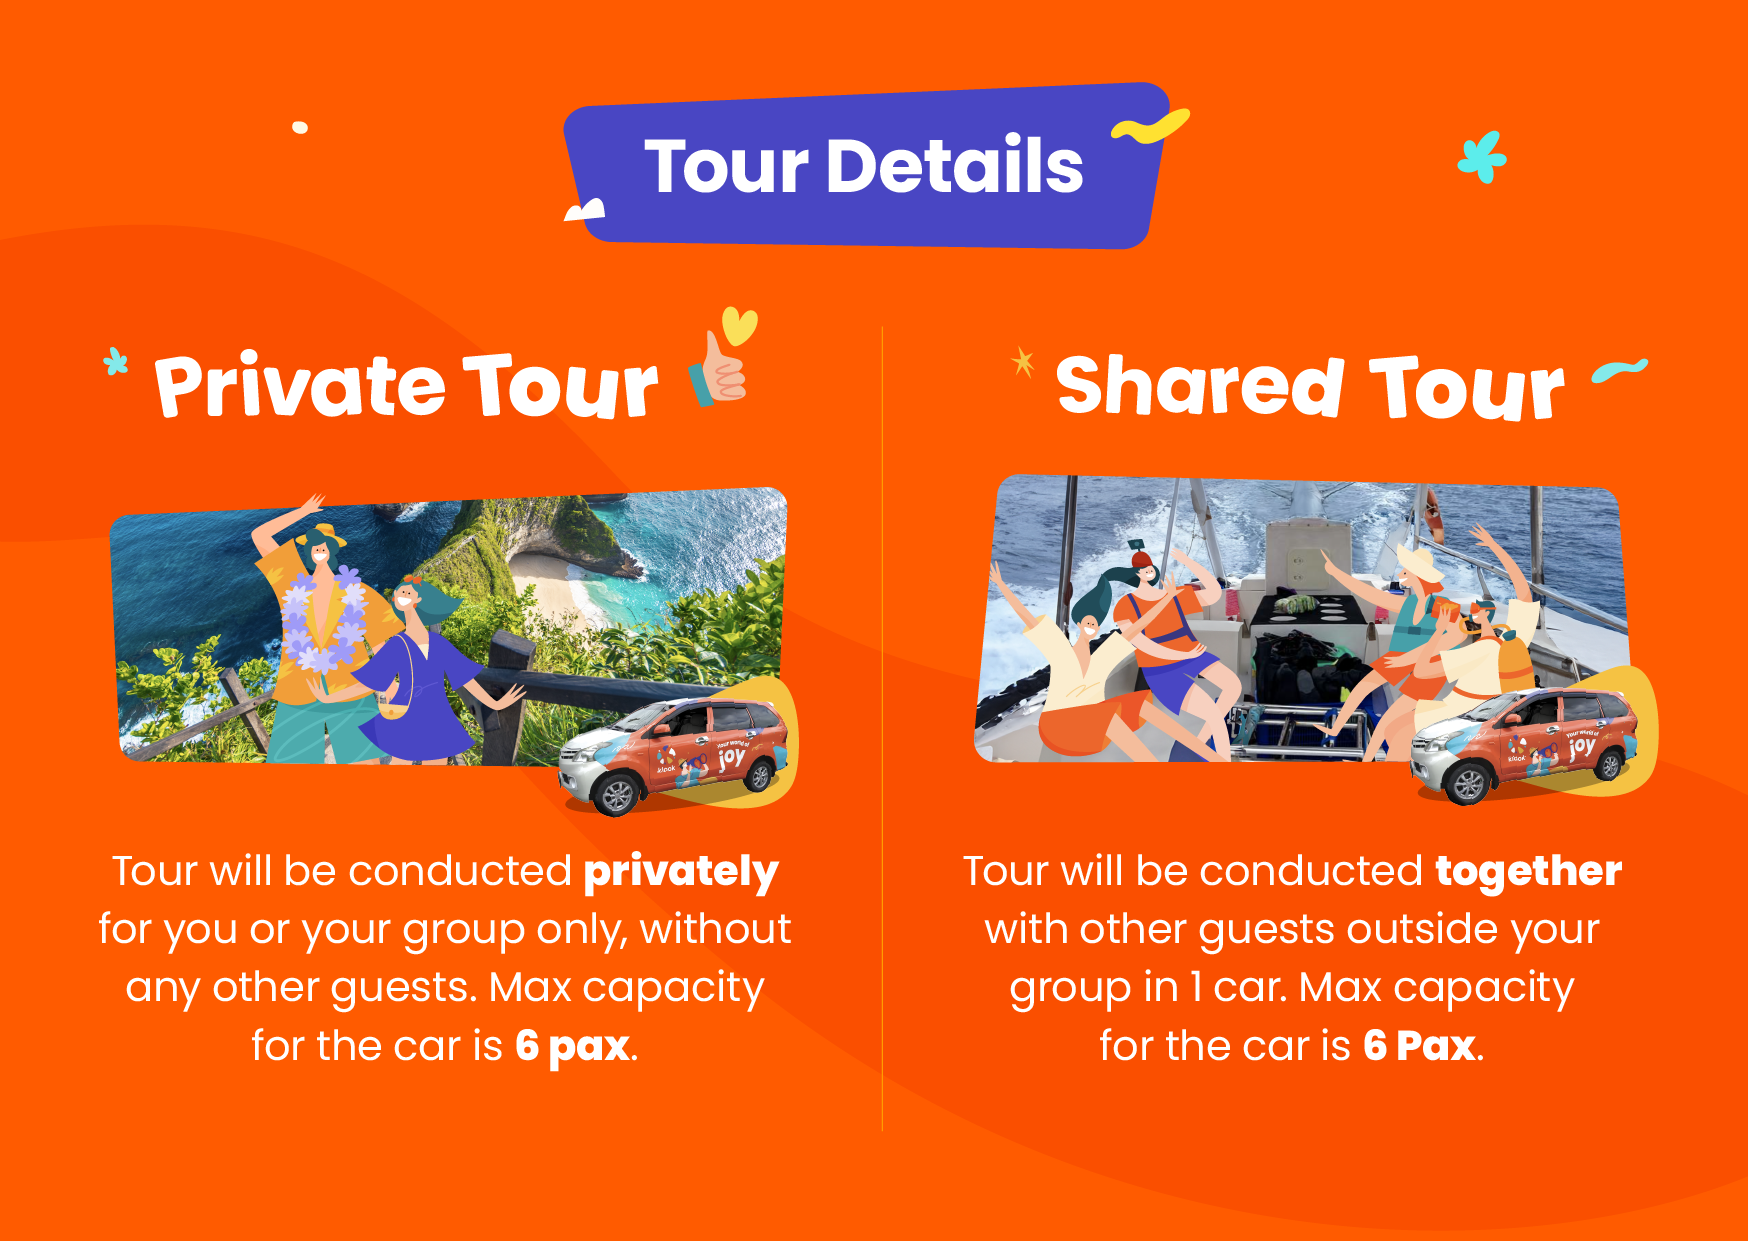 Tour Details
Private Tour
Tour will be conducted privately
for you or your group only, without
any other guests. Max capacity
for the car is 6 pax.
klook
Your world of
joy
Shared Tour
Tour will be conducted together
with other guests outside your
group in 1 car. Max capacity
for the car is 6 Pax.
klook
Your world of
joy